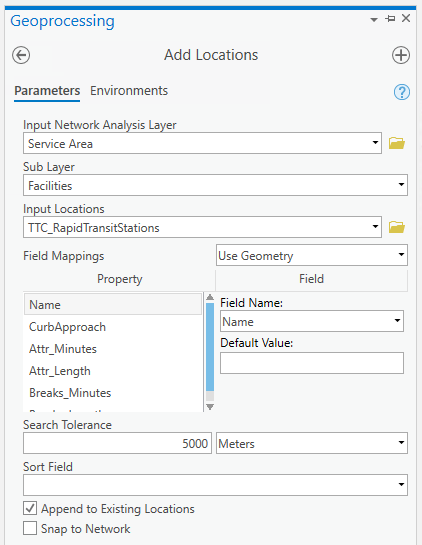 Geoprocessing
Add Locations
Parameters Environments
Input Network Analysis Layer
Service Area
Sub Layer
Facilities
Input Locations
TTC_RapidTransitStations
Field Mappings Use Geometry
Property Field
Name
CurbApproach
Attr_Minutes
Attr_Length
Breaks_Minutes
Field Name:
Name
Default Value:
Search Tolerance
5000 Meters
Sort Field
Append to Existing Locations
Snap to Network